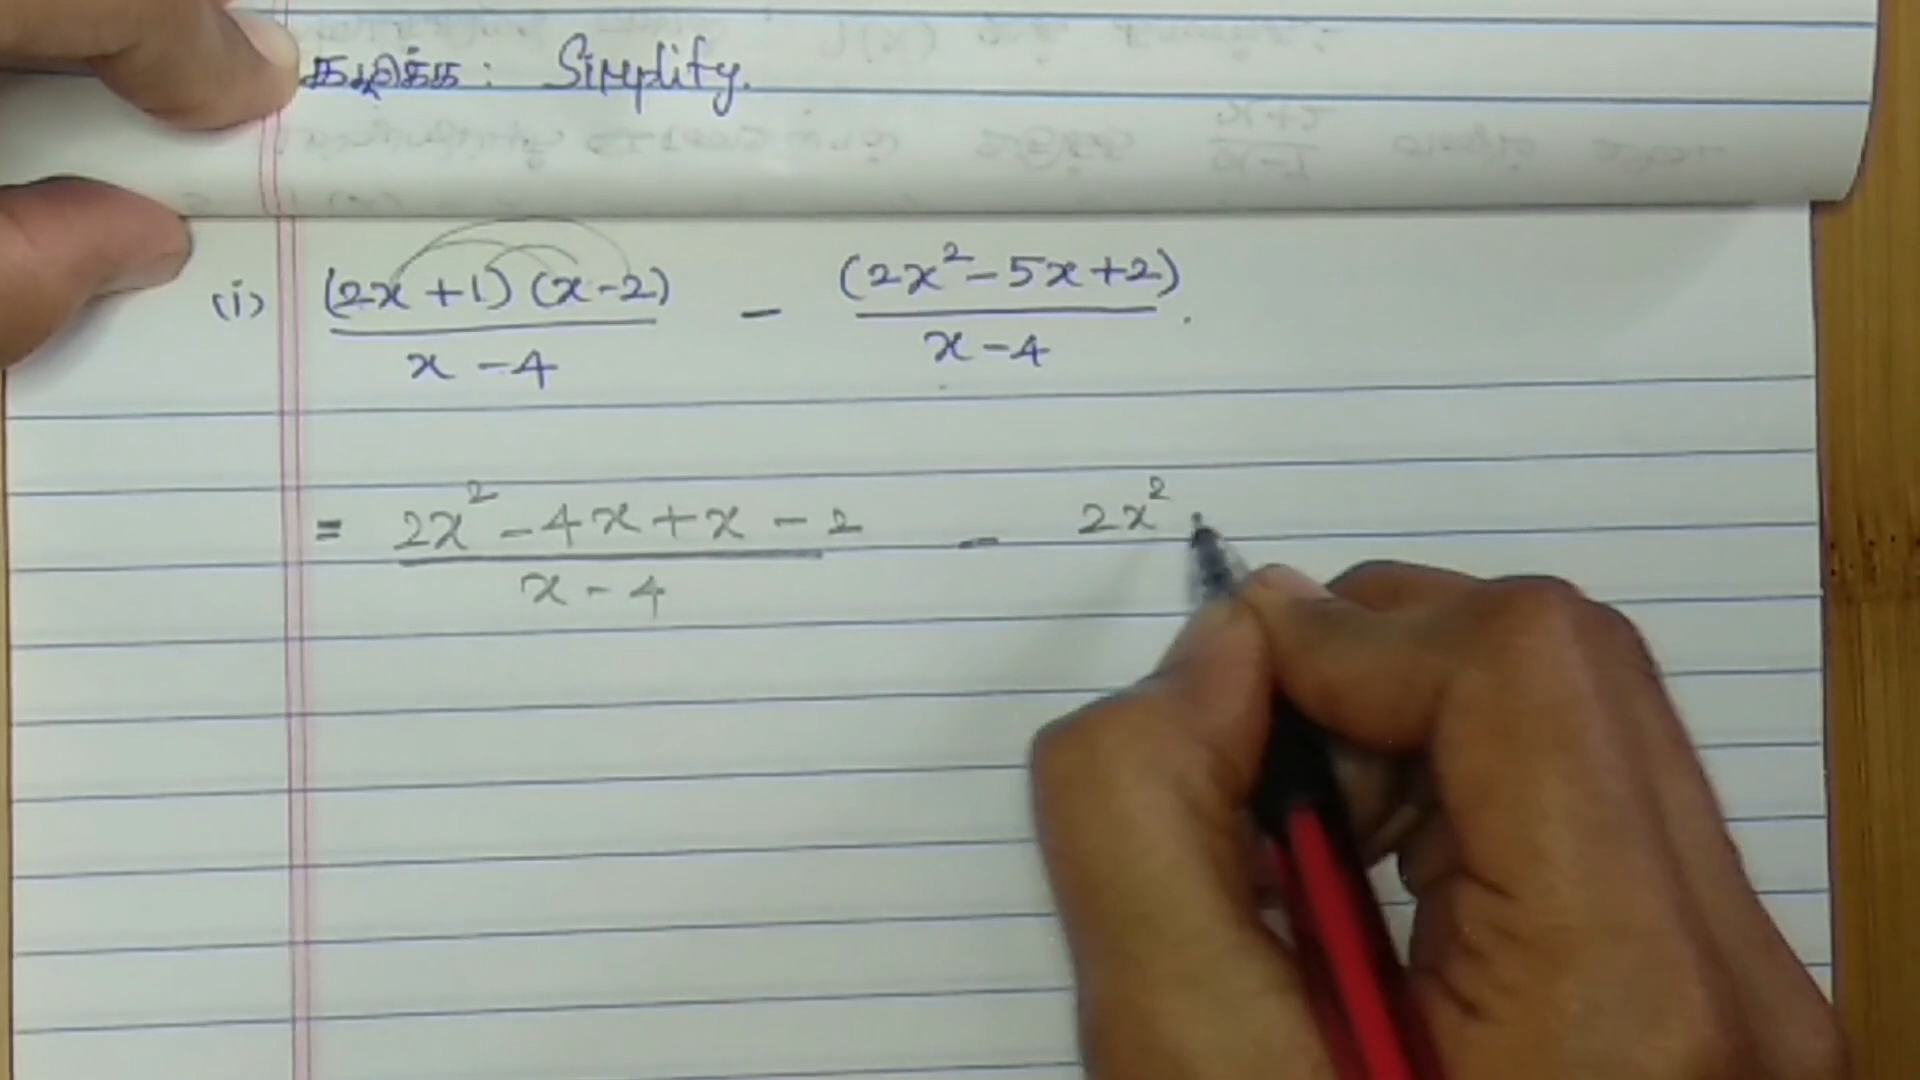 சுருக்குக : Simplify.
(i) (2x+1)(x-2)/x-4 - (2x²-5x+2)/x-4.
= 2x²-4x+x-2/x-4 - 2x²